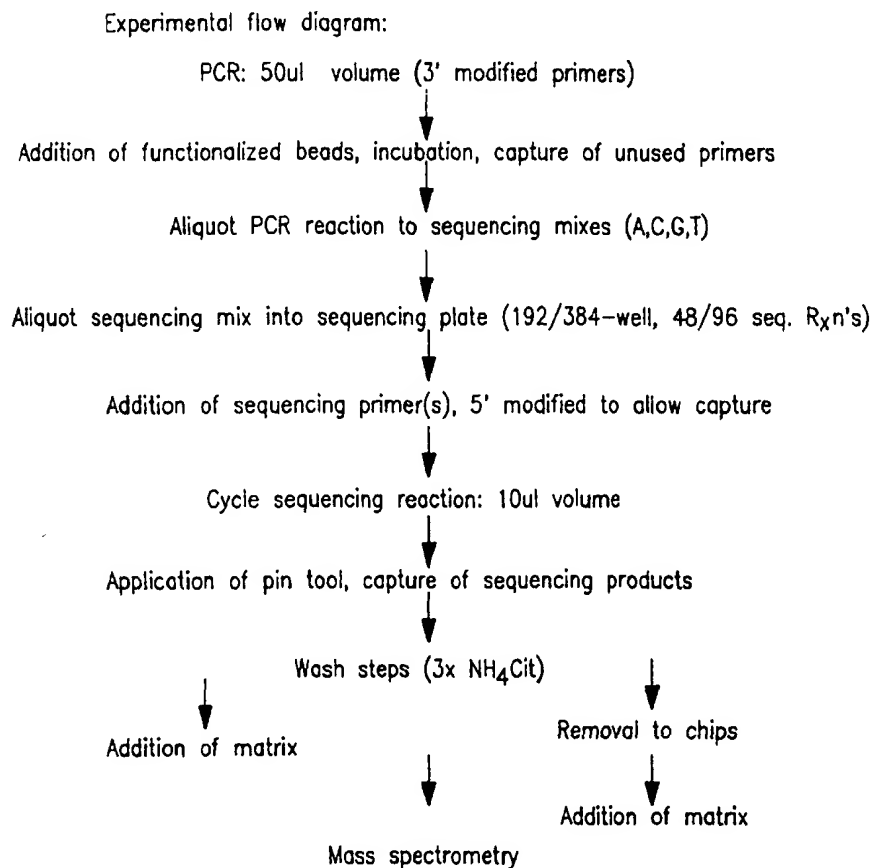 Experimental flow diagram:
PCR: 50ul volume (3' modified primers)
Addition of functionalized beads, incubation, capture of unused primers
Aliquot PCR reaction to sequencing mixes (A,C,G,T)
Aliquot sequencing mix into sequencing plate (192/384-well, 48/96 seq. Rxn's)
Addition of sequencing primer(s), 5' modified to allow capture
Cycle sequencing reaction: 10ul volume
Application of pin tool, capture of sequencing products
Wash steps (3x NH4Cit)
Addition of matrix
Removal to chips
Addition of matrix
Mass spectrometry